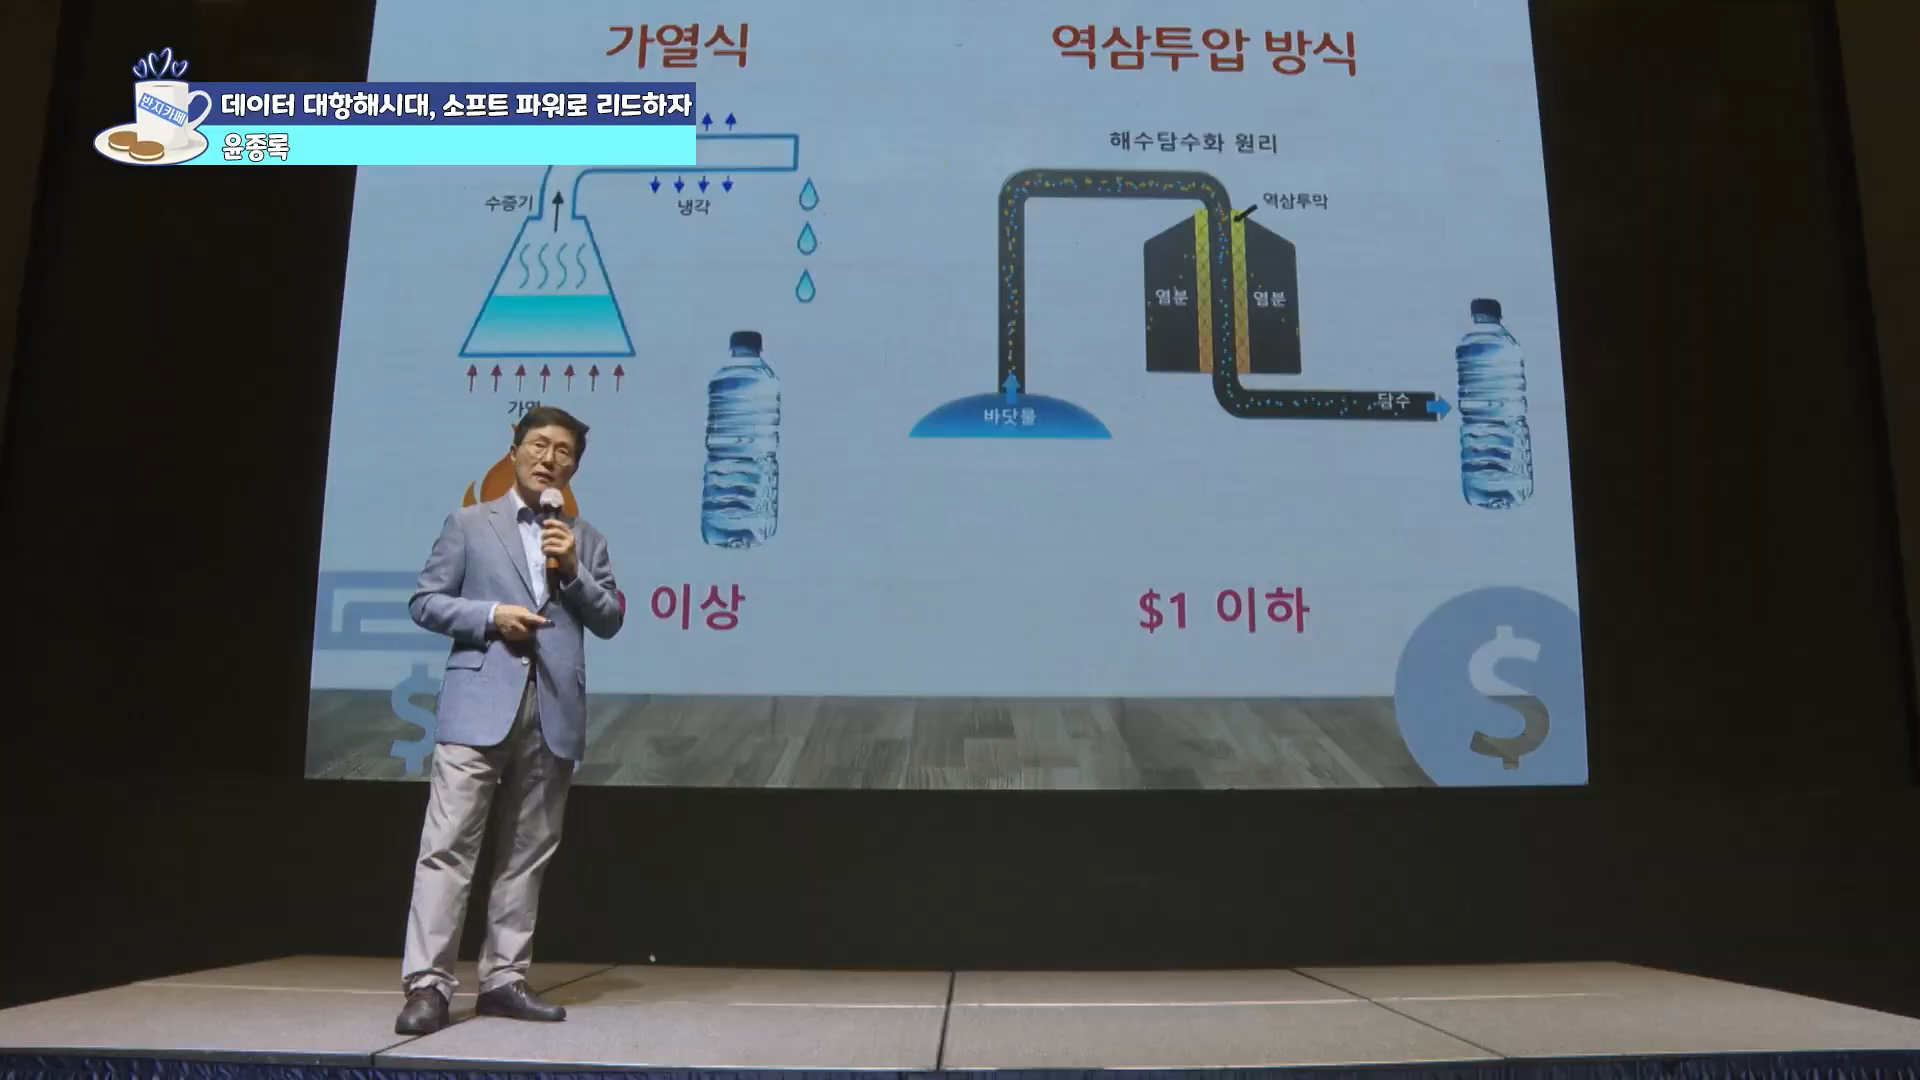 가열식
역삼투압 방식
반지카페
데이터 대항해시대, 소프트 파워로 리드하자
윤종록
해수담수화 원리
수증기
냉각
역삼투막
염분
염분
바닷물
담수
이상
$1 이하
$
$